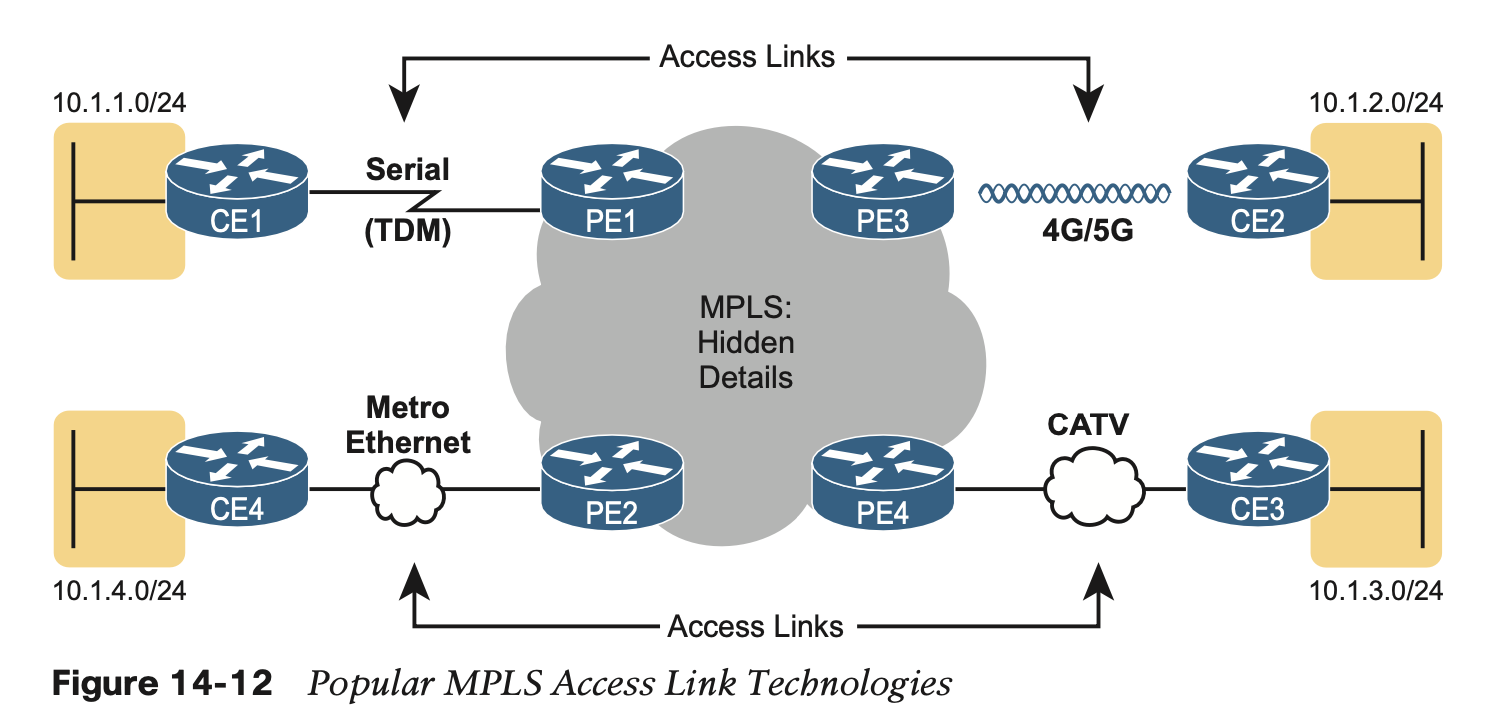 Access Links
10.1.1.0/24
10.1.2.0/24
Serial
(TDM)
CE1
PE1
PE3
4G/5G
CE2
MPLS:
Hidden
Details
Metro
Ethernet
CATV
CE4
PE2
PE4
CE3
10.1.4.0/24
10.1.3.0/24
Access Links
Figure 14-12 Popular MPLS Access Link Technologies